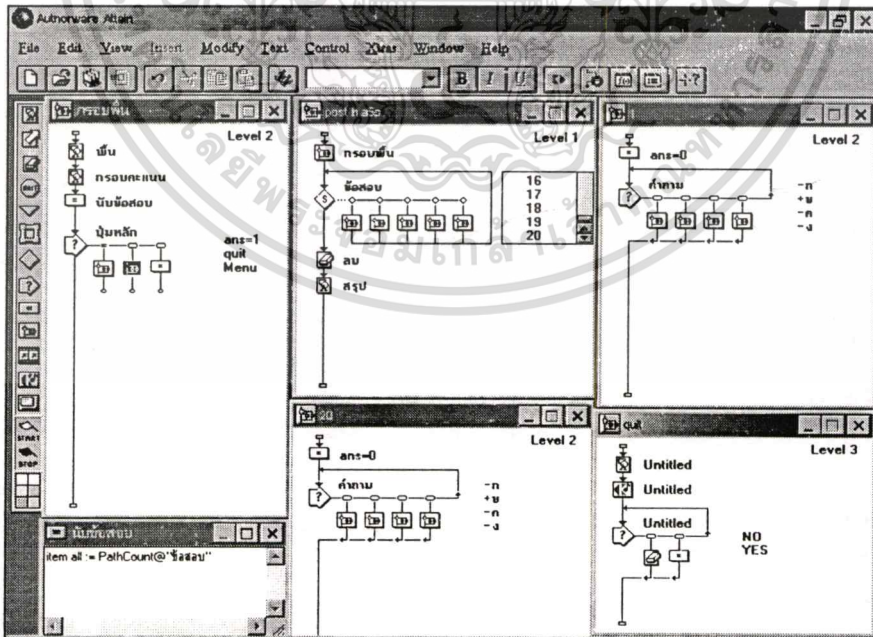 Authorware Attain
File Edit View Insert Modify Text Control Xtras Window Help
B I U
กรอบพื้น
Level 2
พื้น
กรอบคะแนน
นับข้อสอบ
ปุ่มหลัก
ans=1
quit
Menu
Level 1
กรอบพื้น
ข้อสอบ
16
17
18
19
20
ลบ
สรุป
1
Level 2
ans=0
คำถาม
-ก
+ข
-ค
-ง
WAIT
START
STOP
นับข้อสอบ
item all := PathCount@"ข้อสอบ"
20
Level 2
ans=0
คำถาม
-ก
+ข
-ค
-ง
quit
Level 3
Untitled
Untitled
Untitled
NO
YES